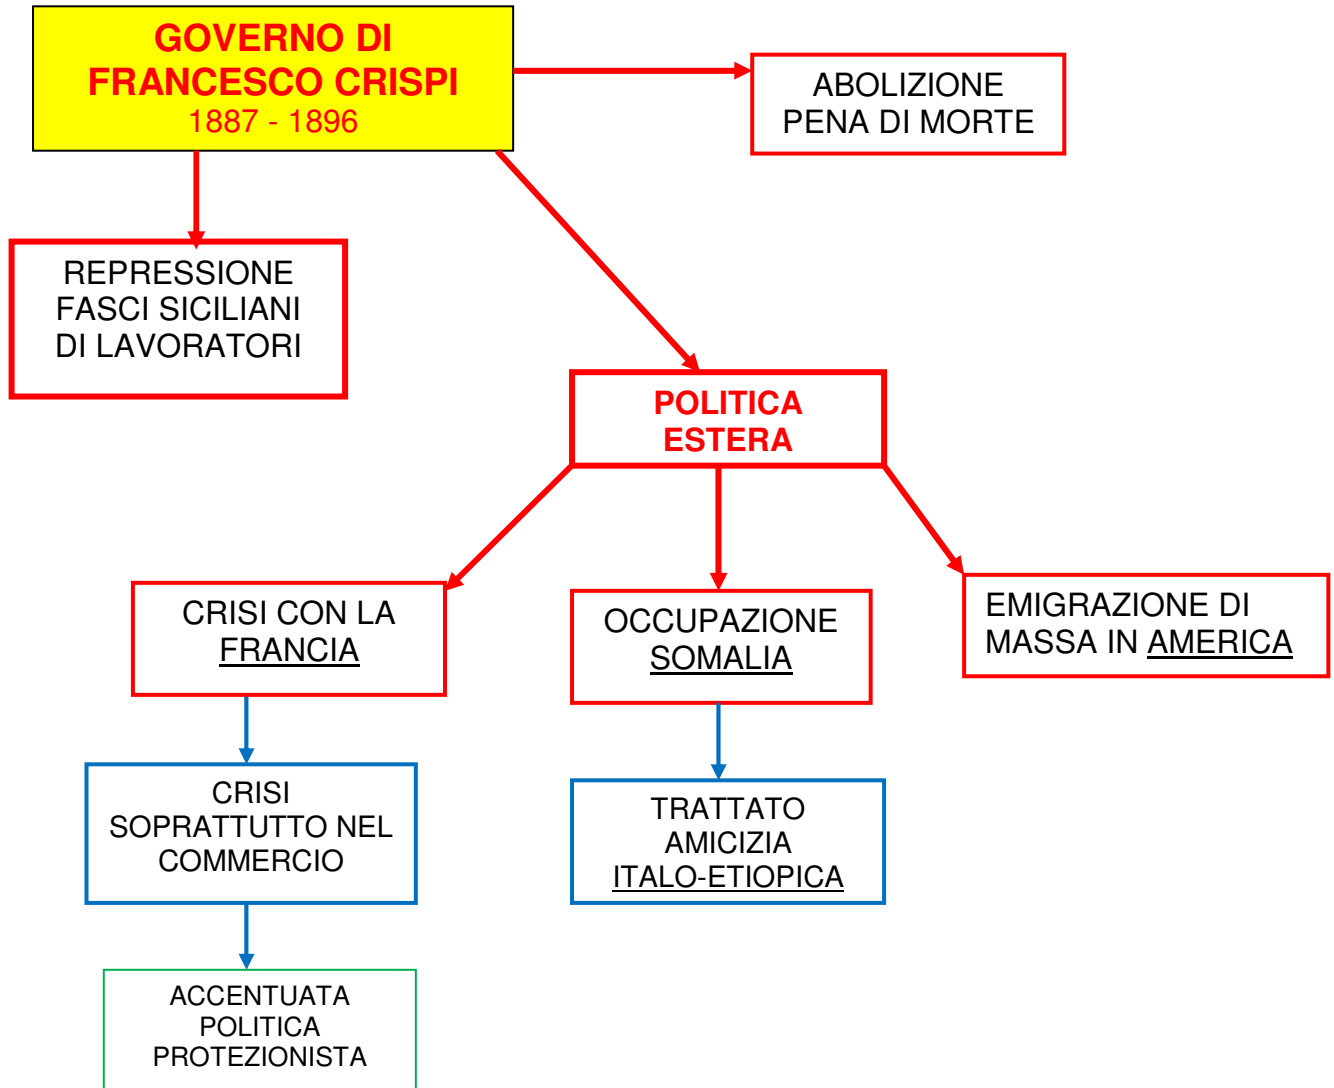 GOVERNO DI
FRANCESCO CRISPI
1887 - 1896
ABOLIZIONE
PENA DI MORTE
REPRESSIONE
FASCI SICILIANI
DI LAVORATORI
POLITICA
ESTERA
CRISI CON LA
FRANCIA
OCCUPAZIONE
SOMALIA
EMIGRAZIONE DI
MASSA IN AMERICA
CRISI
SOPRATTUTTO NEL
COMMERCIO
TRATTATO
AMICIZIA
ITALO-ETIOPICA
ACCENTUATA
POLITICA
PROTEZIONISTA